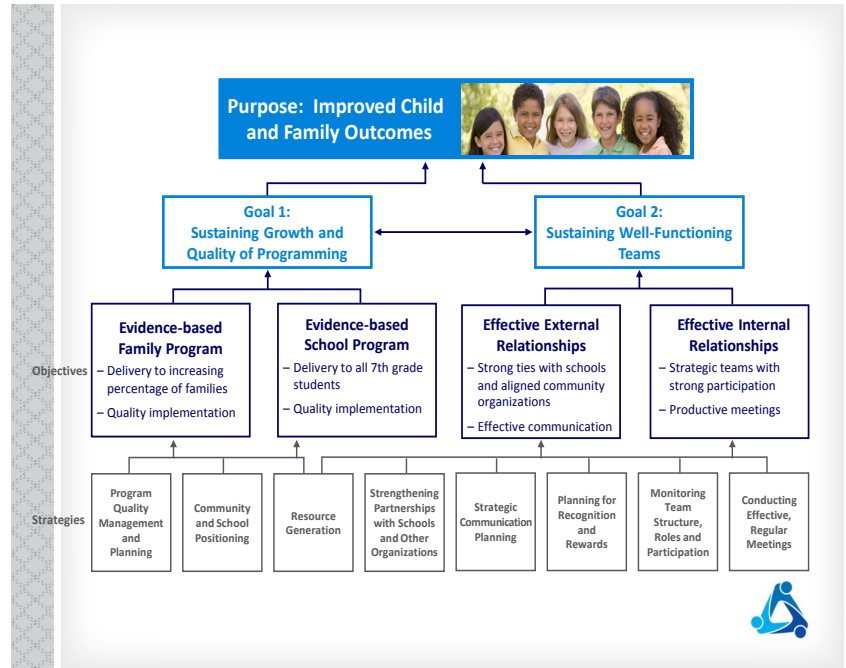 Purpose:  Improved Child
and Family Outcomes
Goal 1:
Sustaining Growth and
Quality of Programming
Goal 2:
Sustaining Well-Functioning
Teams
Objectives
Evidence-based
Family Program
– Delivery to increasing
percentage of families
– Quality implementation
Evidence-based
School Program
– Delivery to all 7th grade
students
– Quality implementation
Effective External
Relationships
– Strong ties with schools
and aligned community
organizations
– Effective communication
Effective Internal
Relationships
– Strategic teams with
strong participation
– Productive meetings
Strategies
Program
Quality
Management
and
Planning
Community
and School
Positioning
Resource
Generation
Strengthening
Partnerships
with Schools
and Other
Organizations
Strategic
Communication
Planning
Planning for
Recognition
and
Rewards
Monitoring
Team
Structure,
Roles and
Participation
Conducting
Effective,
Regular
Meetings